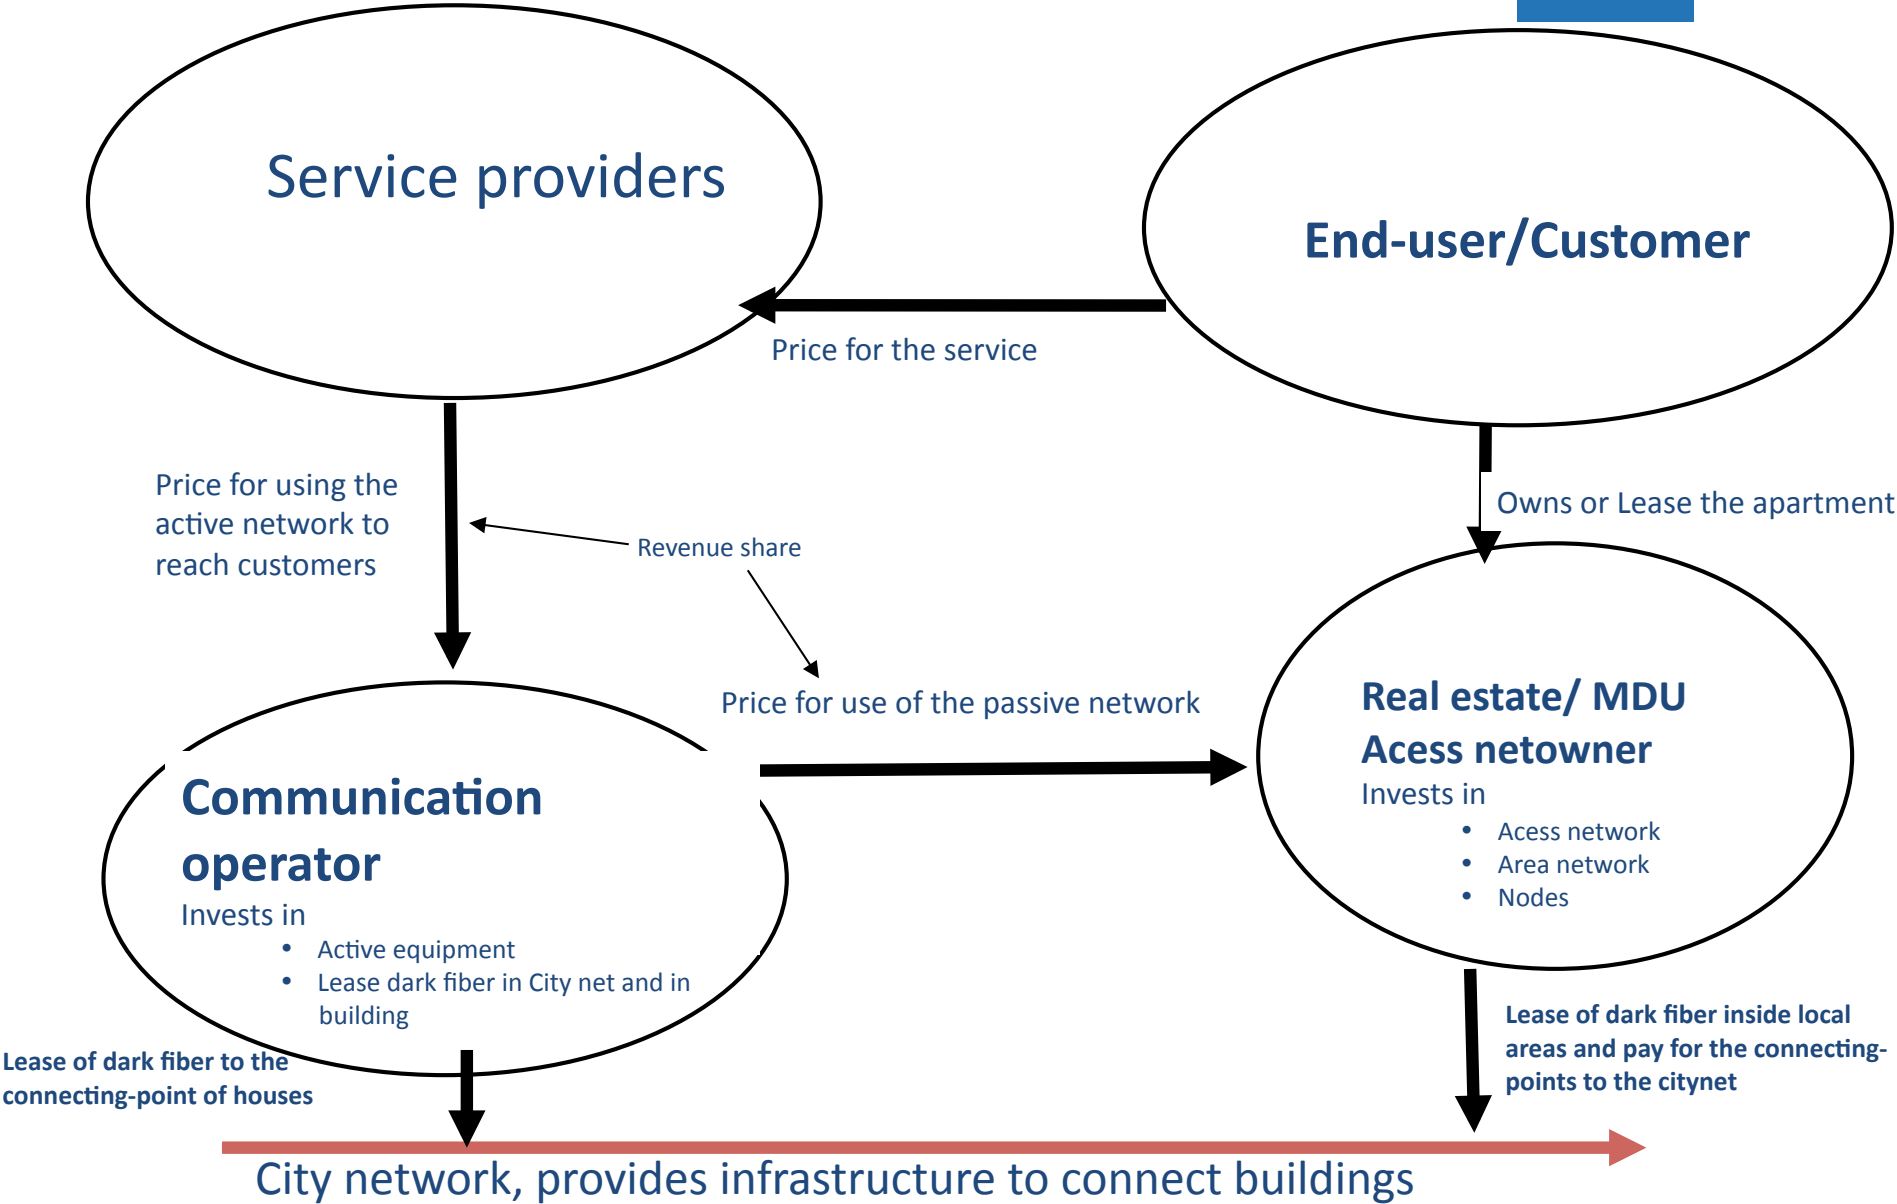 Service providers
End-user/Customer
Price for the service
Price for using the
active network to
reach customers
Owns or Lease the apartment
Revenue share
Price for use of the passive network
Communication
operator
Invests in
• Active equipment
• Lease dark fiber in City net and in
building
Real estate/ MDU
Acess netowner
Invests in
• Acess network
• Area network
• Nodes
Lease of dark fiber to the
connecting-point of houses
Lease of dark fiber inside local
areas and pay for the connecting-
points to the citynet
City network, provides infrastructure to connect buildings